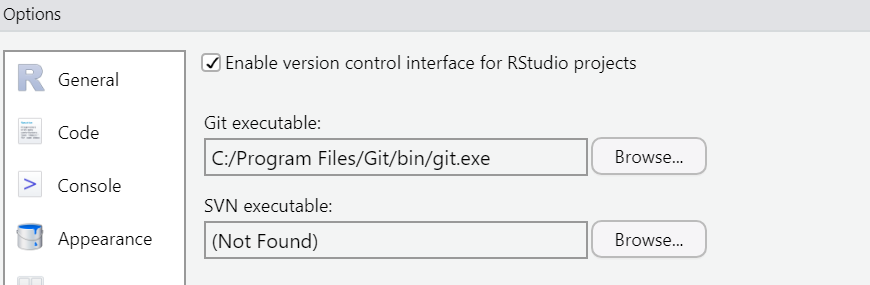 Options
Enable version control interface for RStudio projects
General
Git executable:
Code
C:/Program Files/Git/bin/git.exe
Browse...
Console
SVN executable:
Appearance
(Not Found)
Browse...